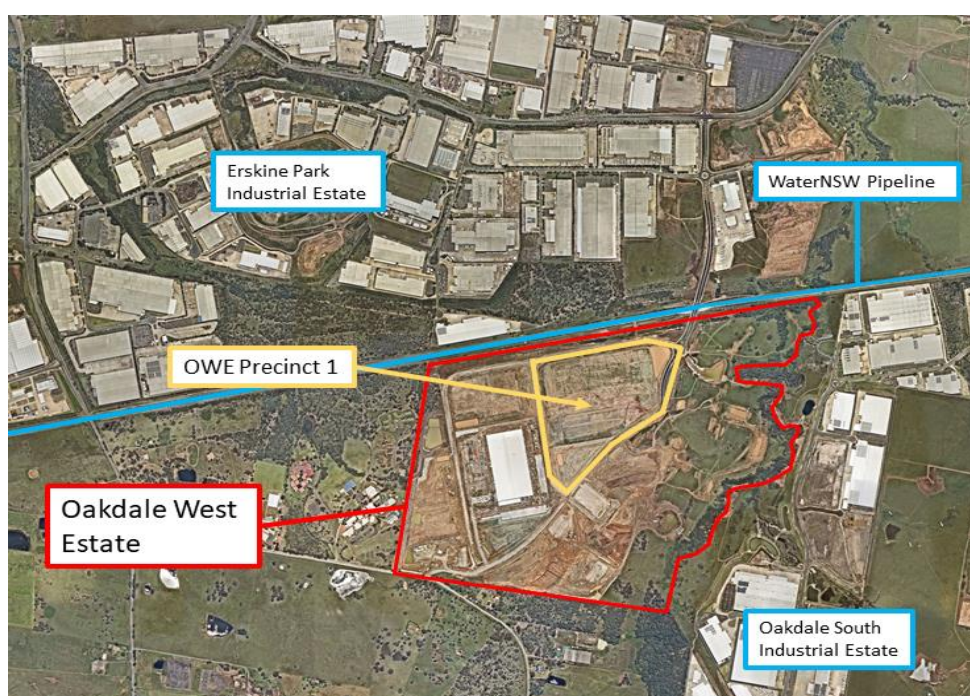 Erskine Park
Industrial Estate
WaterNSW Pipeline
OWE Precinct 1
Oakdale West
Estate
Oakdale South
Industrial Estate